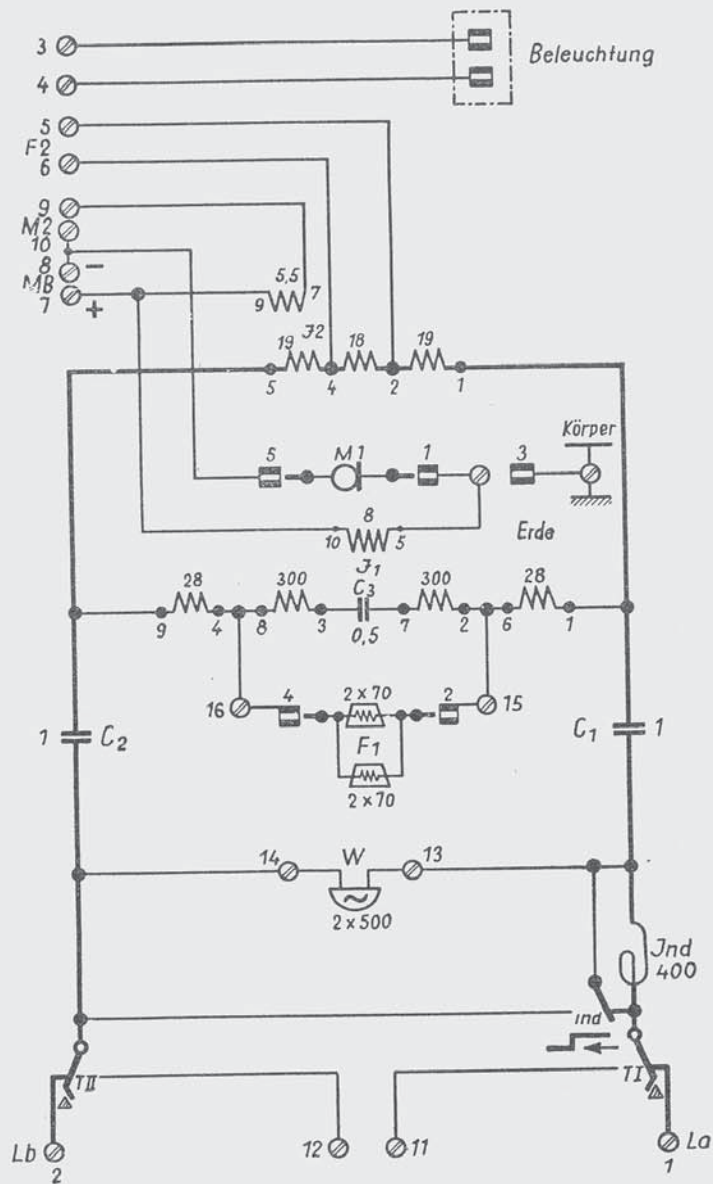 3
Beleuchtung
4
5
F2
6
9
M2
10
8 −
MB
7 +
5,5
9 7
19 J2 18 19
5 4 2 1
Körper
5 M1 1 3
8
10 5
Erde
J1
28 300 C3 300 28
9 4 8 3 0,5 7 2 6 1
16 4 2×70 2 15
F1
2×70
1 C2
C1 1
14 W 13
2×500
Jnd
400
ind
TII
TI
Lb 2
12 11
La 1